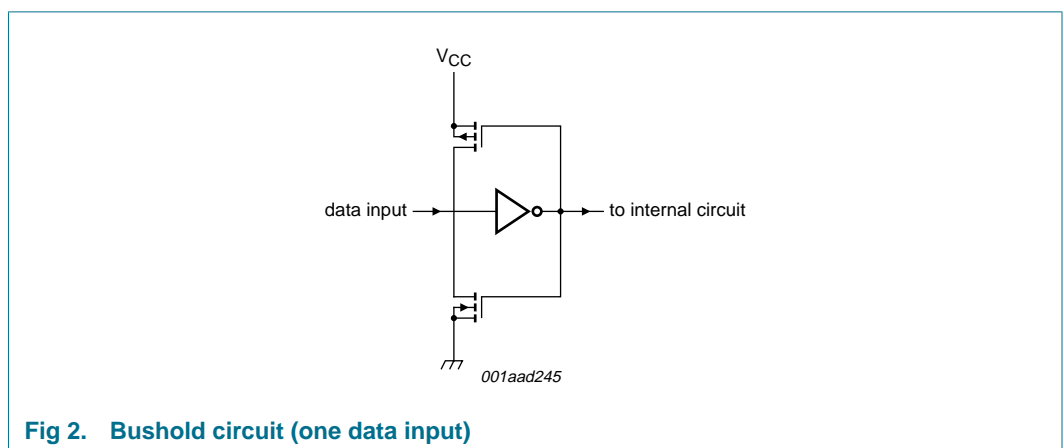 VCC
data input
to internal circuit
001aad245
Fig 2. Bushold circuit (one data input)